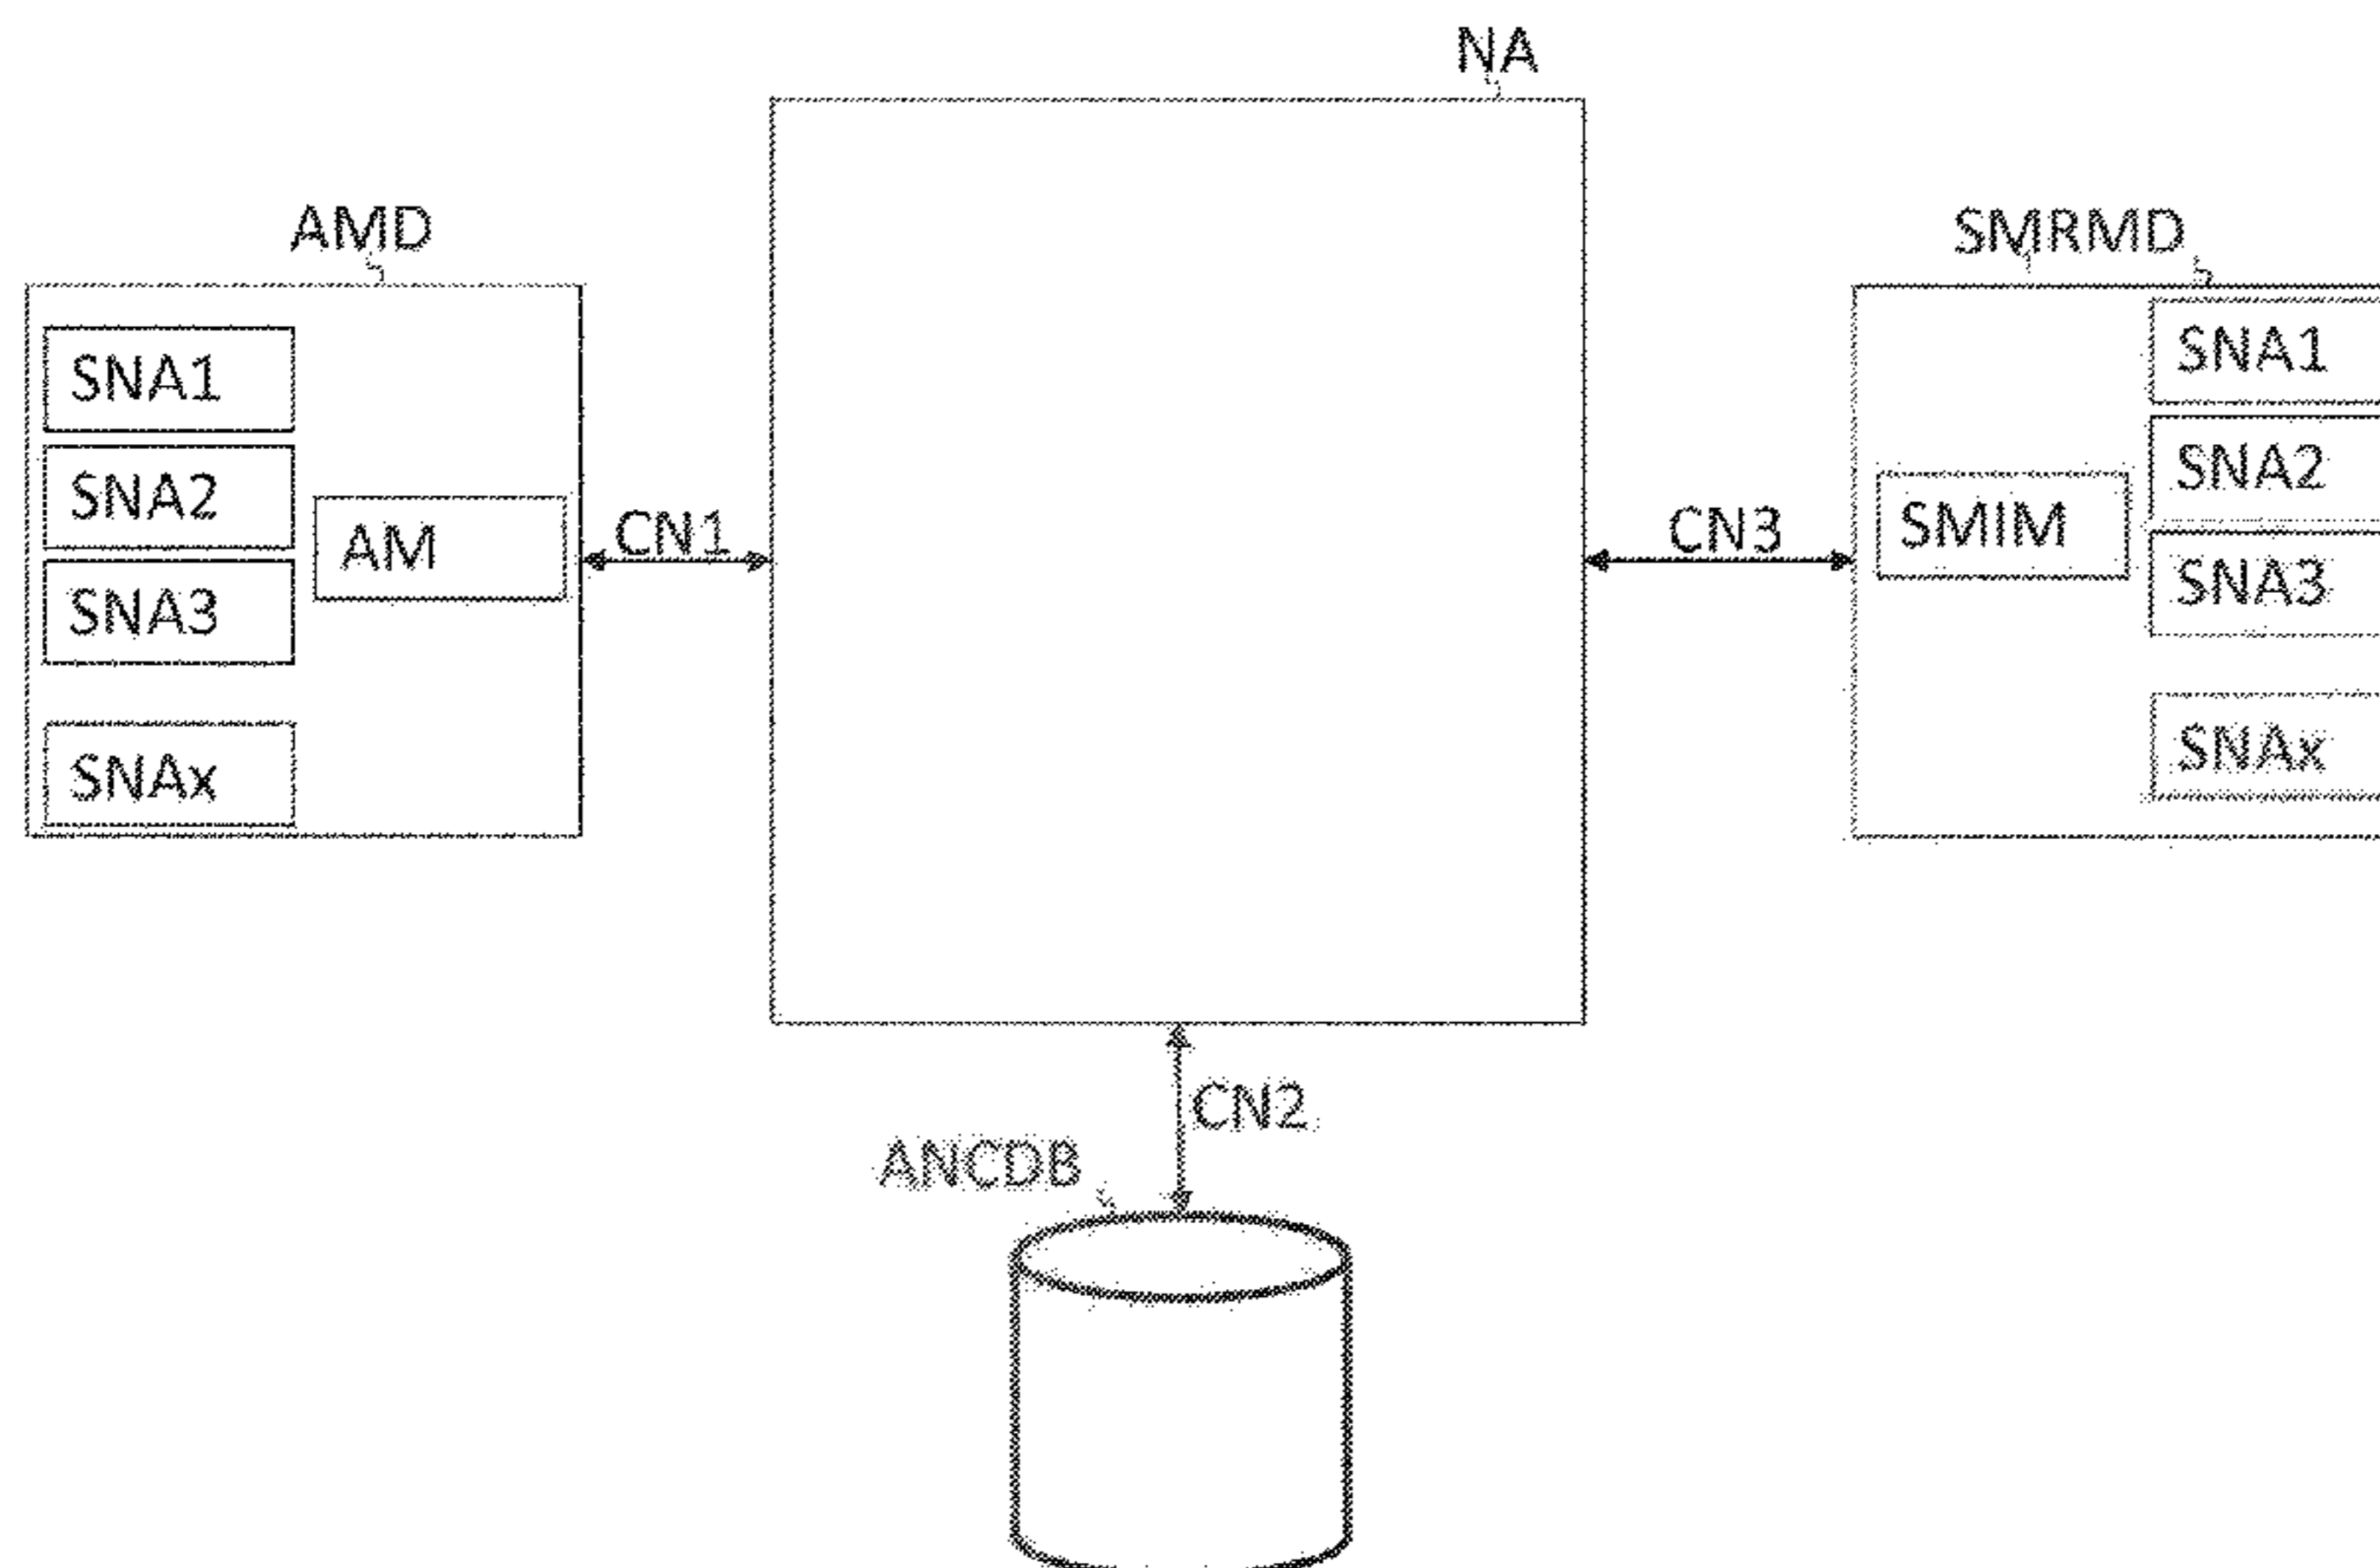 NA
AMD
SMRMD
SNA1
SNA2
SNA3
SNAx
AM
CN1
CN3
SMIM
SNA1
SNA2
SNA3
SNAx
CN2
ANCDB